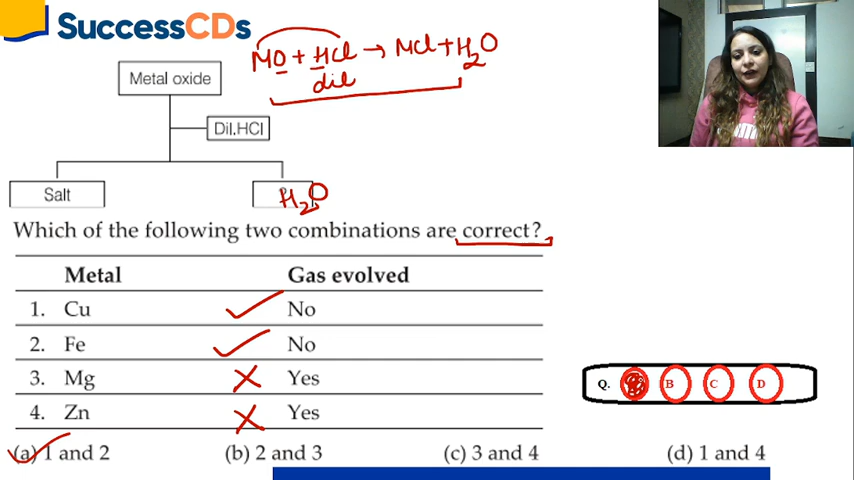 SuccessCDs
MO + HCl → MCl + H2O
dil
Metal oxide
Dil.HCl
Salt
H2O
Which of the following two combinations are correct?
Metal Gas evolved
1. Cu No
2. Fe No
3. Mg Yes
4. Zn Yes
(a) 1 and 2 (b) 2 and 3 (c) 3 and 4 (d) 1 and 4
Q. B C D